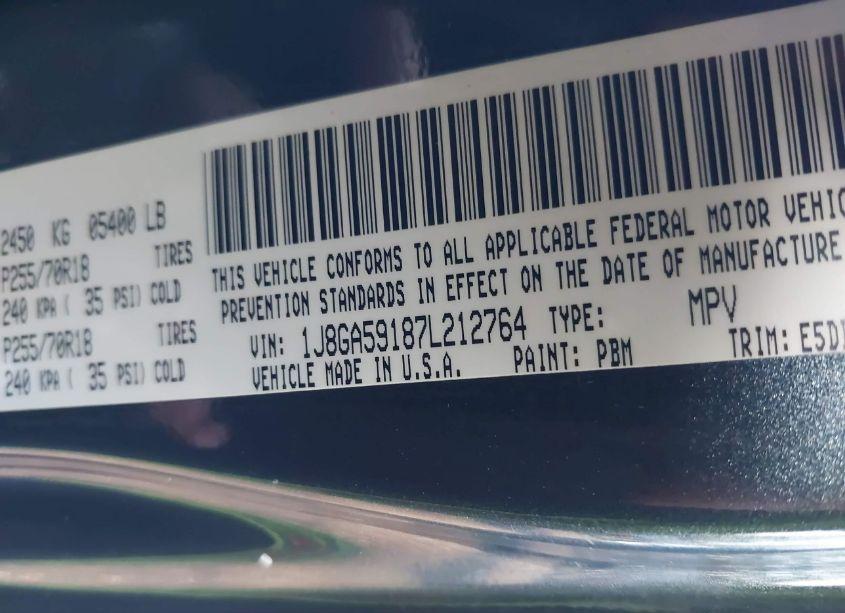 2450 KG 05400 LB
P255/70R18 TIRES
240 KPA ( 35 PSI) COLD
P255/70R18 TIRES
240 KPA ( 35 PSI) COLD
THIS VEHICLE CONFORMS TO ALL APPLICABLE FEDERAL MOTOR VEHIC
PREVENTION STANDARDS IN EFFECT ON THE DATE OF MANUFACTURE
VIN: 1J8GA59187L212764 TYPE: MPV
VEHICLE MADE IN U.S.A. PAINT: PBM TRIM: E5D